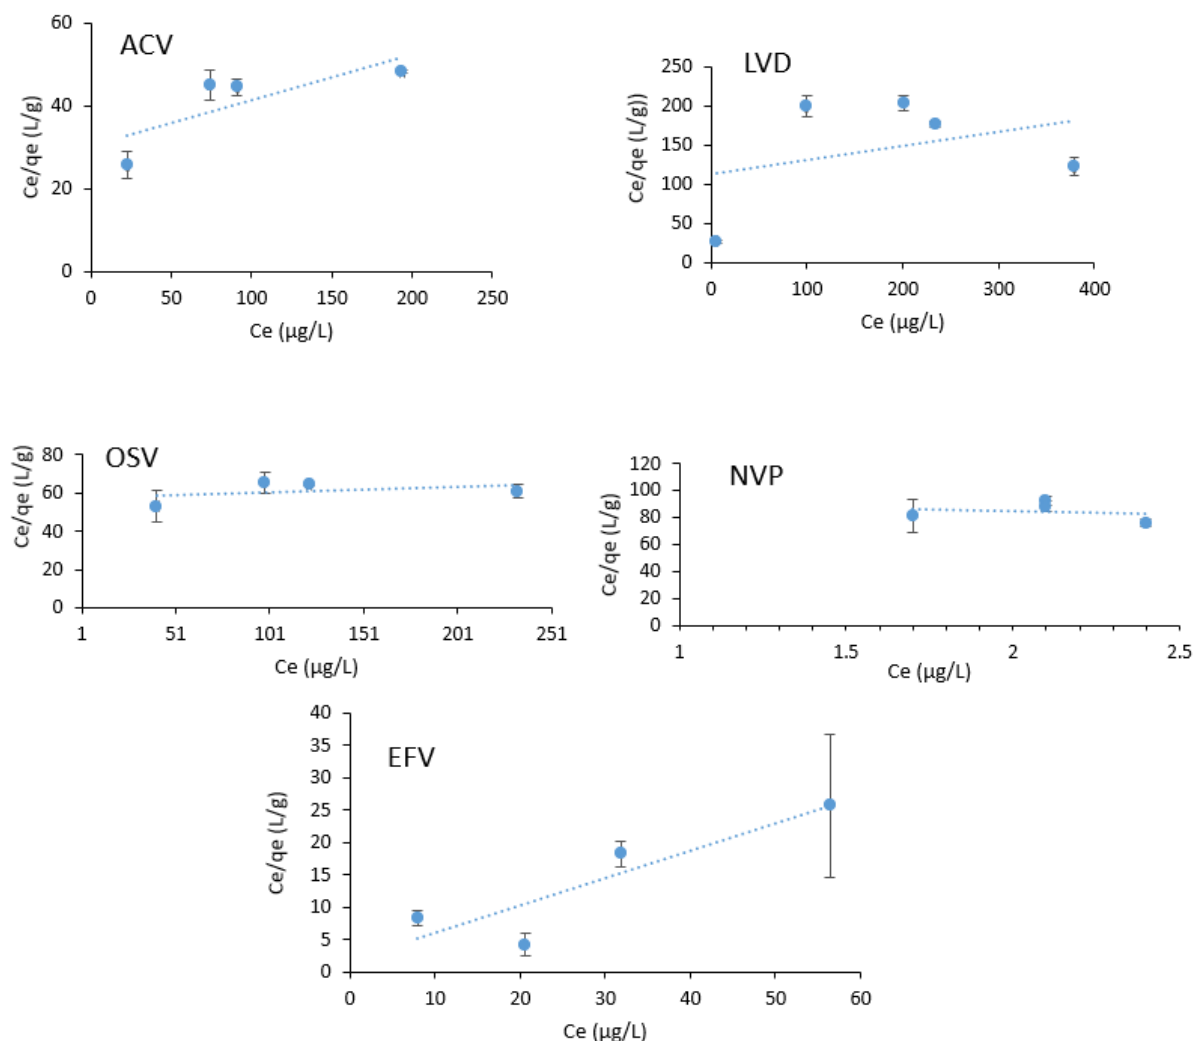 ACV
Ce/qe (L/g)
60
40
20
0
0 50 100 150 200 250
Ce (µg/L)
LVD
Ce/qe (L/g))
250
200
150
100
50
0
0 100 200 300 400
Ce (µg/L)
OSV
Ce/qe (L/g)
80
60
40
20
0
1 51 101 151 201 251
Ce (µg/L)
NVP
Ce/qe (L/g)
120
100
80
60
40
20
0
1 1.5 2 2.5
Ce (µg/L)
EFV
Ce/qe (L/g)
40
35
30
25
20
15
10
5
0
0 10 20 30 40 50 60
Ce (µg/L)